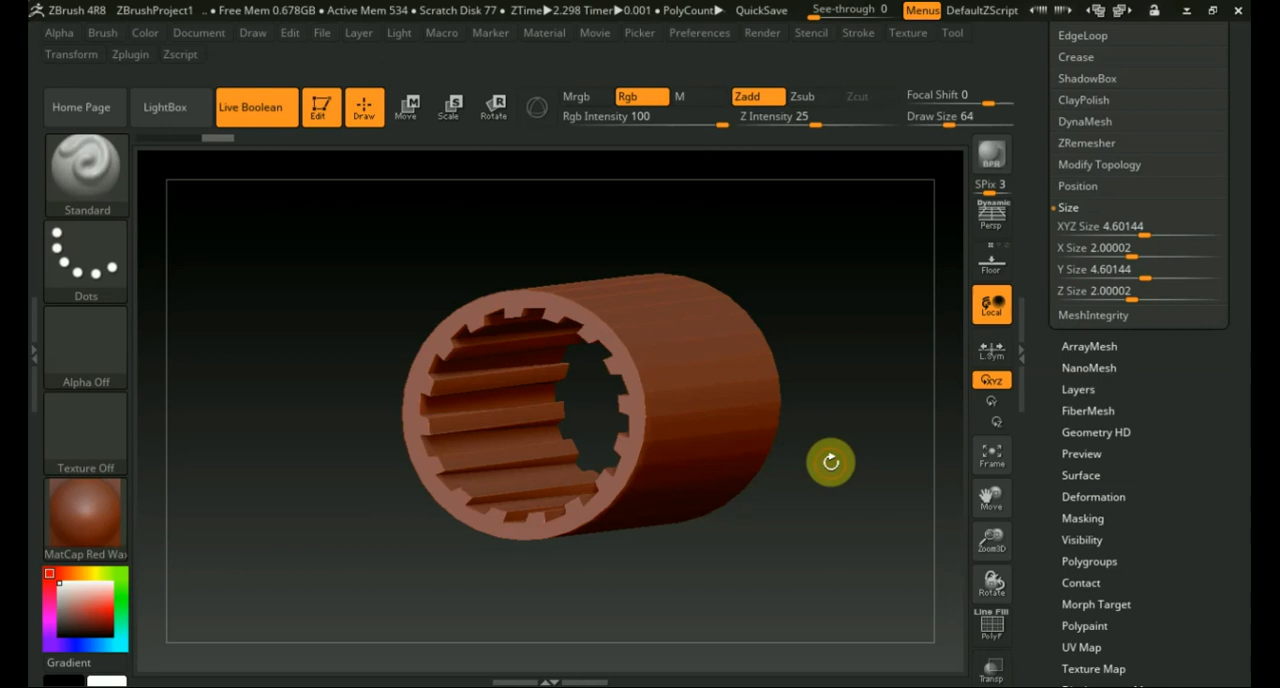 ZBrush 4R8 ZBrushProject1 .. • Free Mem 0.678GB • Active Mem 534 • Scratch Disk 77 • ZTime▶2.298 Timer▶0.001 • PolyCount▶ QuickSave See-through 0 Menus DefaultZScript
Alpha Brush Color Document Draw Edit File Layer Light Macro Marker Material Movie Picker Preferences Render Stencil Stroke Texture Tool
Transform Zplugin Zscript
Home Page LightBox Live Boolean Edit Draw Move Scale Rotate
Mrgb Rgb M Zadd Zsub Zcut Focal Shift 0
Rgb Intensity 100 Z Intensity 25 Draw Size 64
Standard
Dots
Alpha Off
Texture Off
MatCap Red Wax
Gradient
BPR
SPix 3
Dynamic
Persp
Floor
Local
L.Sym
XYZ
Y
Z
Frame
Move
Zoom3D
Rotate
Line Fill
PolyF
Transp
EdgeLoop
Crease
ShadowBox
ClayPolish
DynaMesh
ZRemesher
Modify Topology
Position
Size
XYZ Size 4.60144
X Size 2.00002
Y Size 4.60144
Z Size 2.00002
MeshIntegrity
ArrayMesh
NanoMesh
Layers
FiberMesh
Geometry HD
Preview
Surface
Deformation
Masking
Visibility
Polygroups
Contact
Morph Target
Polypaint
UV Map
Texture Map